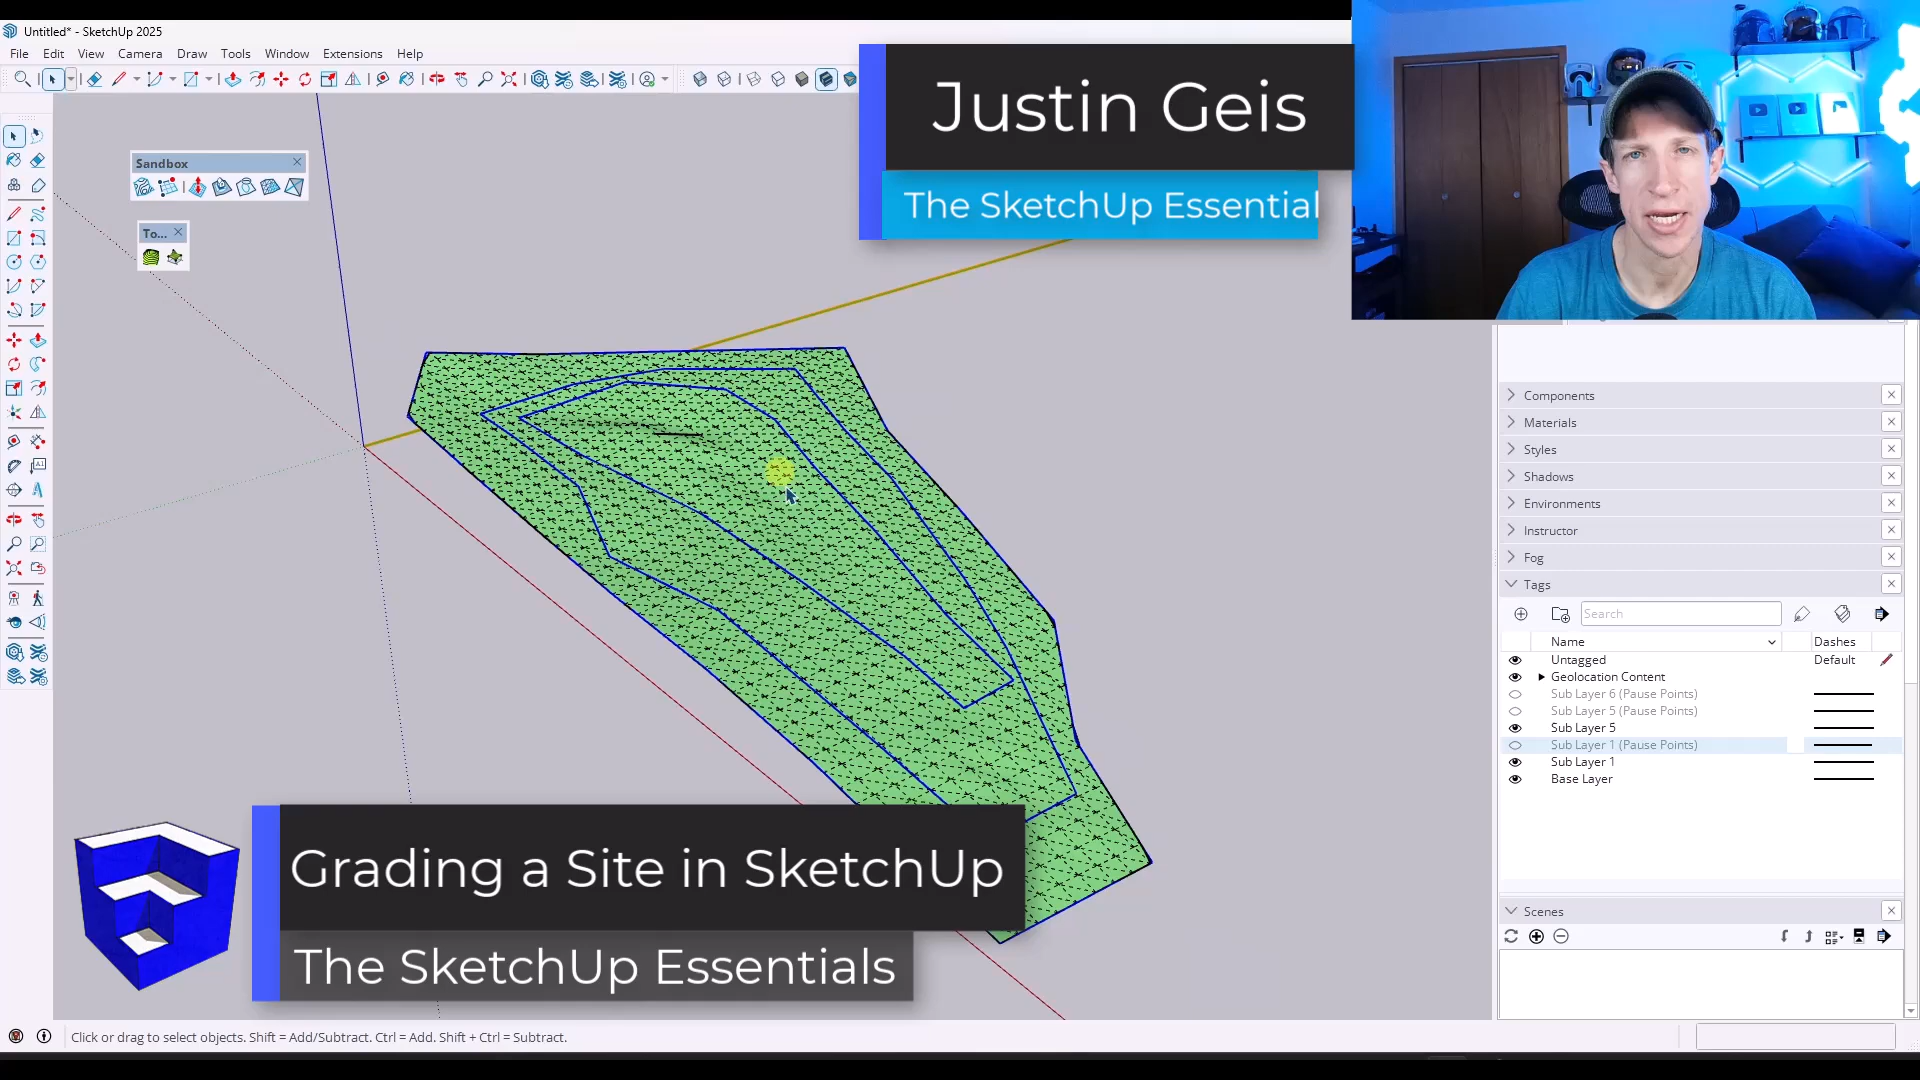 Untitled* - SketchUp 2025
File Edit View Camera Draw Tools Window Extensions Help
Justin Geis
The SketchUp Essential
Sandbox
To...
Components
Materials
Styles
Shadows
Environments
Instructor
Fog
Tags
Search
Name Dashes
Untagged Default
Geolocation Content
Sub Layer 6 (Pause Points)
Sub Layer 5 (Pause Points)
Sub Layer 5
Sub Layer 1 (Pause Points)
Sub Layer 1
Base Layer
Grading a Site in SketchUp
The SketchUp Essentials
Scenes
Click or drag to select objects. Shift = Add/Subtract. Ctrl = Add. Shift + Ctrl = Subtract.